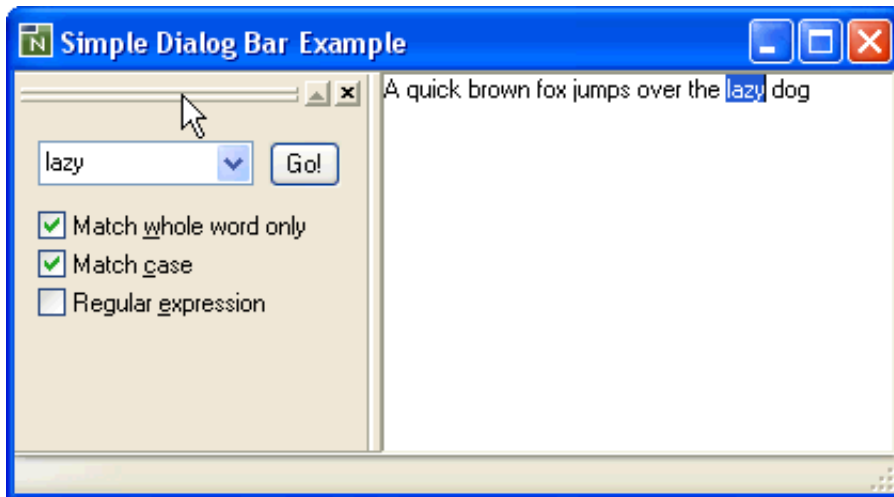 Simple Dialog Bar Example
A quick brown fox jumps over the lazy dog
lazy
Go!
Match whole word only
Match case
Regular expression